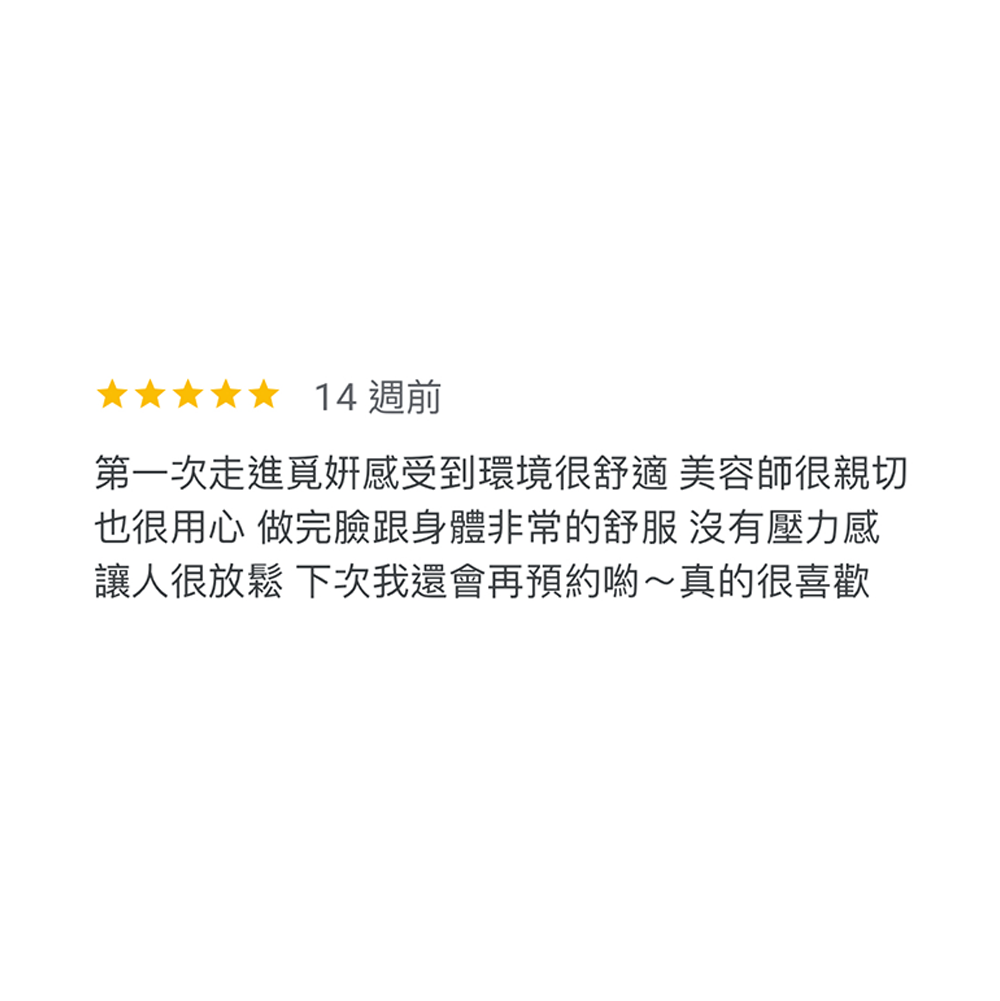 14 週前
第一次走進覓姸感受到環境很舒適 美容師很親切
也很用心 做完臉跟身體非常的舒服 沒有壓力感
讓人很放鬆 下次我還會再預約喲～真的很喜歡